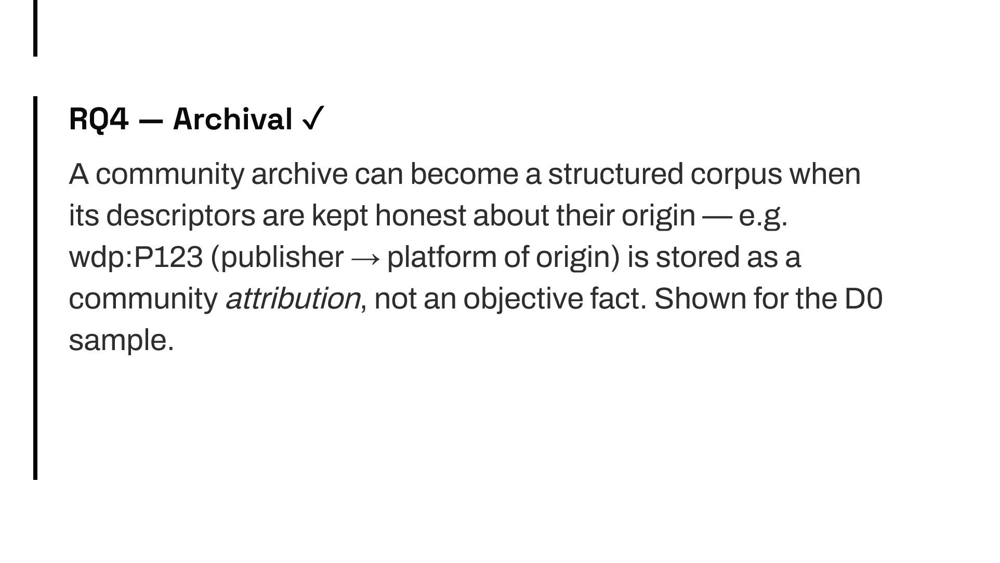 RQ4 — Archival ✓
A community archive can become a structured corpus when
its descriptors are kept honest about their origin — e.g.
wdp:P123 (publisher → platform of origin) is stored as a
community attribution, not an objective fact. Shown for the D0
sample.